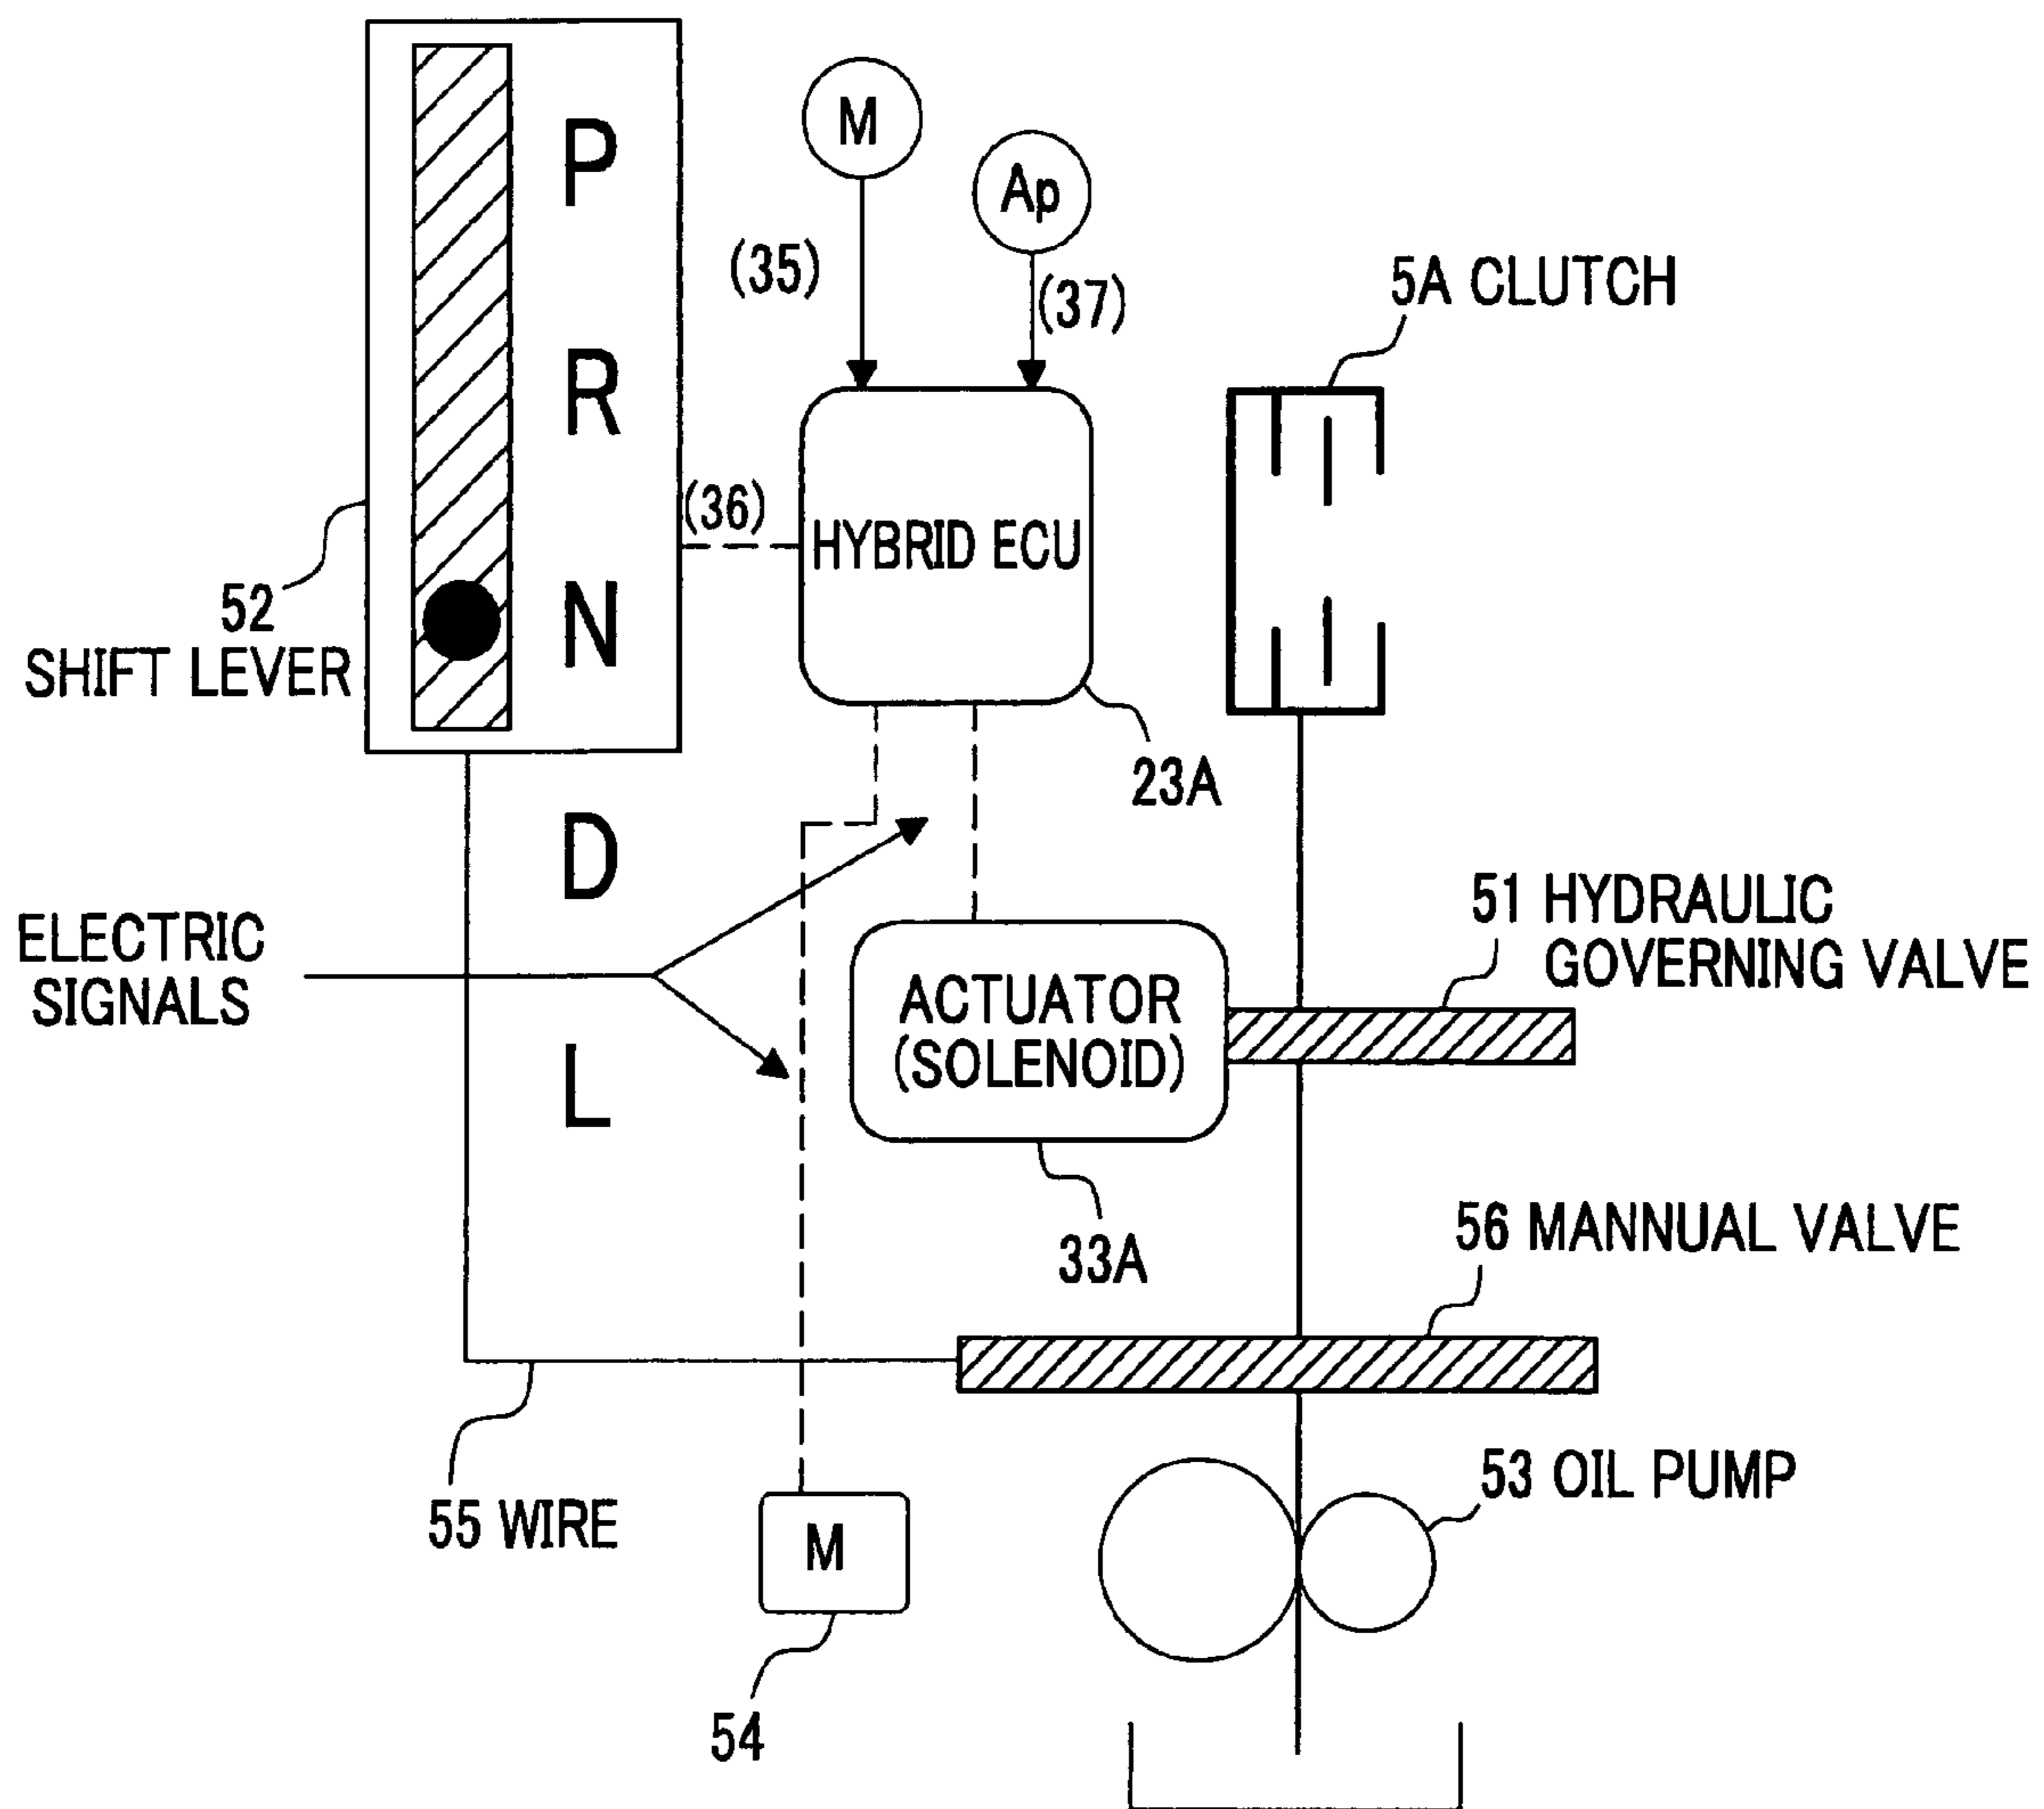 P
R
N
D
L
M
Ap
(35)
(37)
(36)
5A CLUTCH
HYBRID ECU
52
SHIFT LEVER
23A
ELECTRIC
SIGNALS
51 HYDRAULIC
GOVERNING VALVE
ACTUATOR
(SOLENOID)
33A
56 MANNUAL VALVE
55 WIRE
53 OIL PUMP
M
54